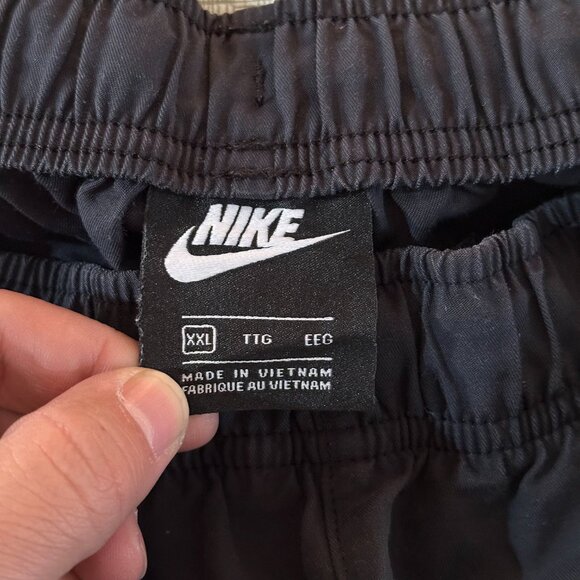 NIKE
XXL TTG EEG
MADE IN VIETNAM
FABRIQUE AU VIETNAM